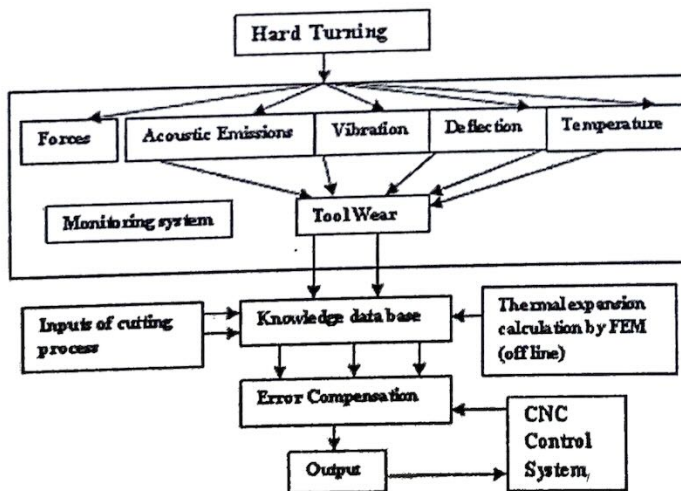 Hard Turning
Forces
Acoustic Emissions
Vibration
Deflection
Temperature
Monitoring system
Tool Wear
Inputs of cutting
process
Knowledge data base
Thermal expansion
calculation by FEM
(off line)
Error Compensation
CNC
Control
System,
Output